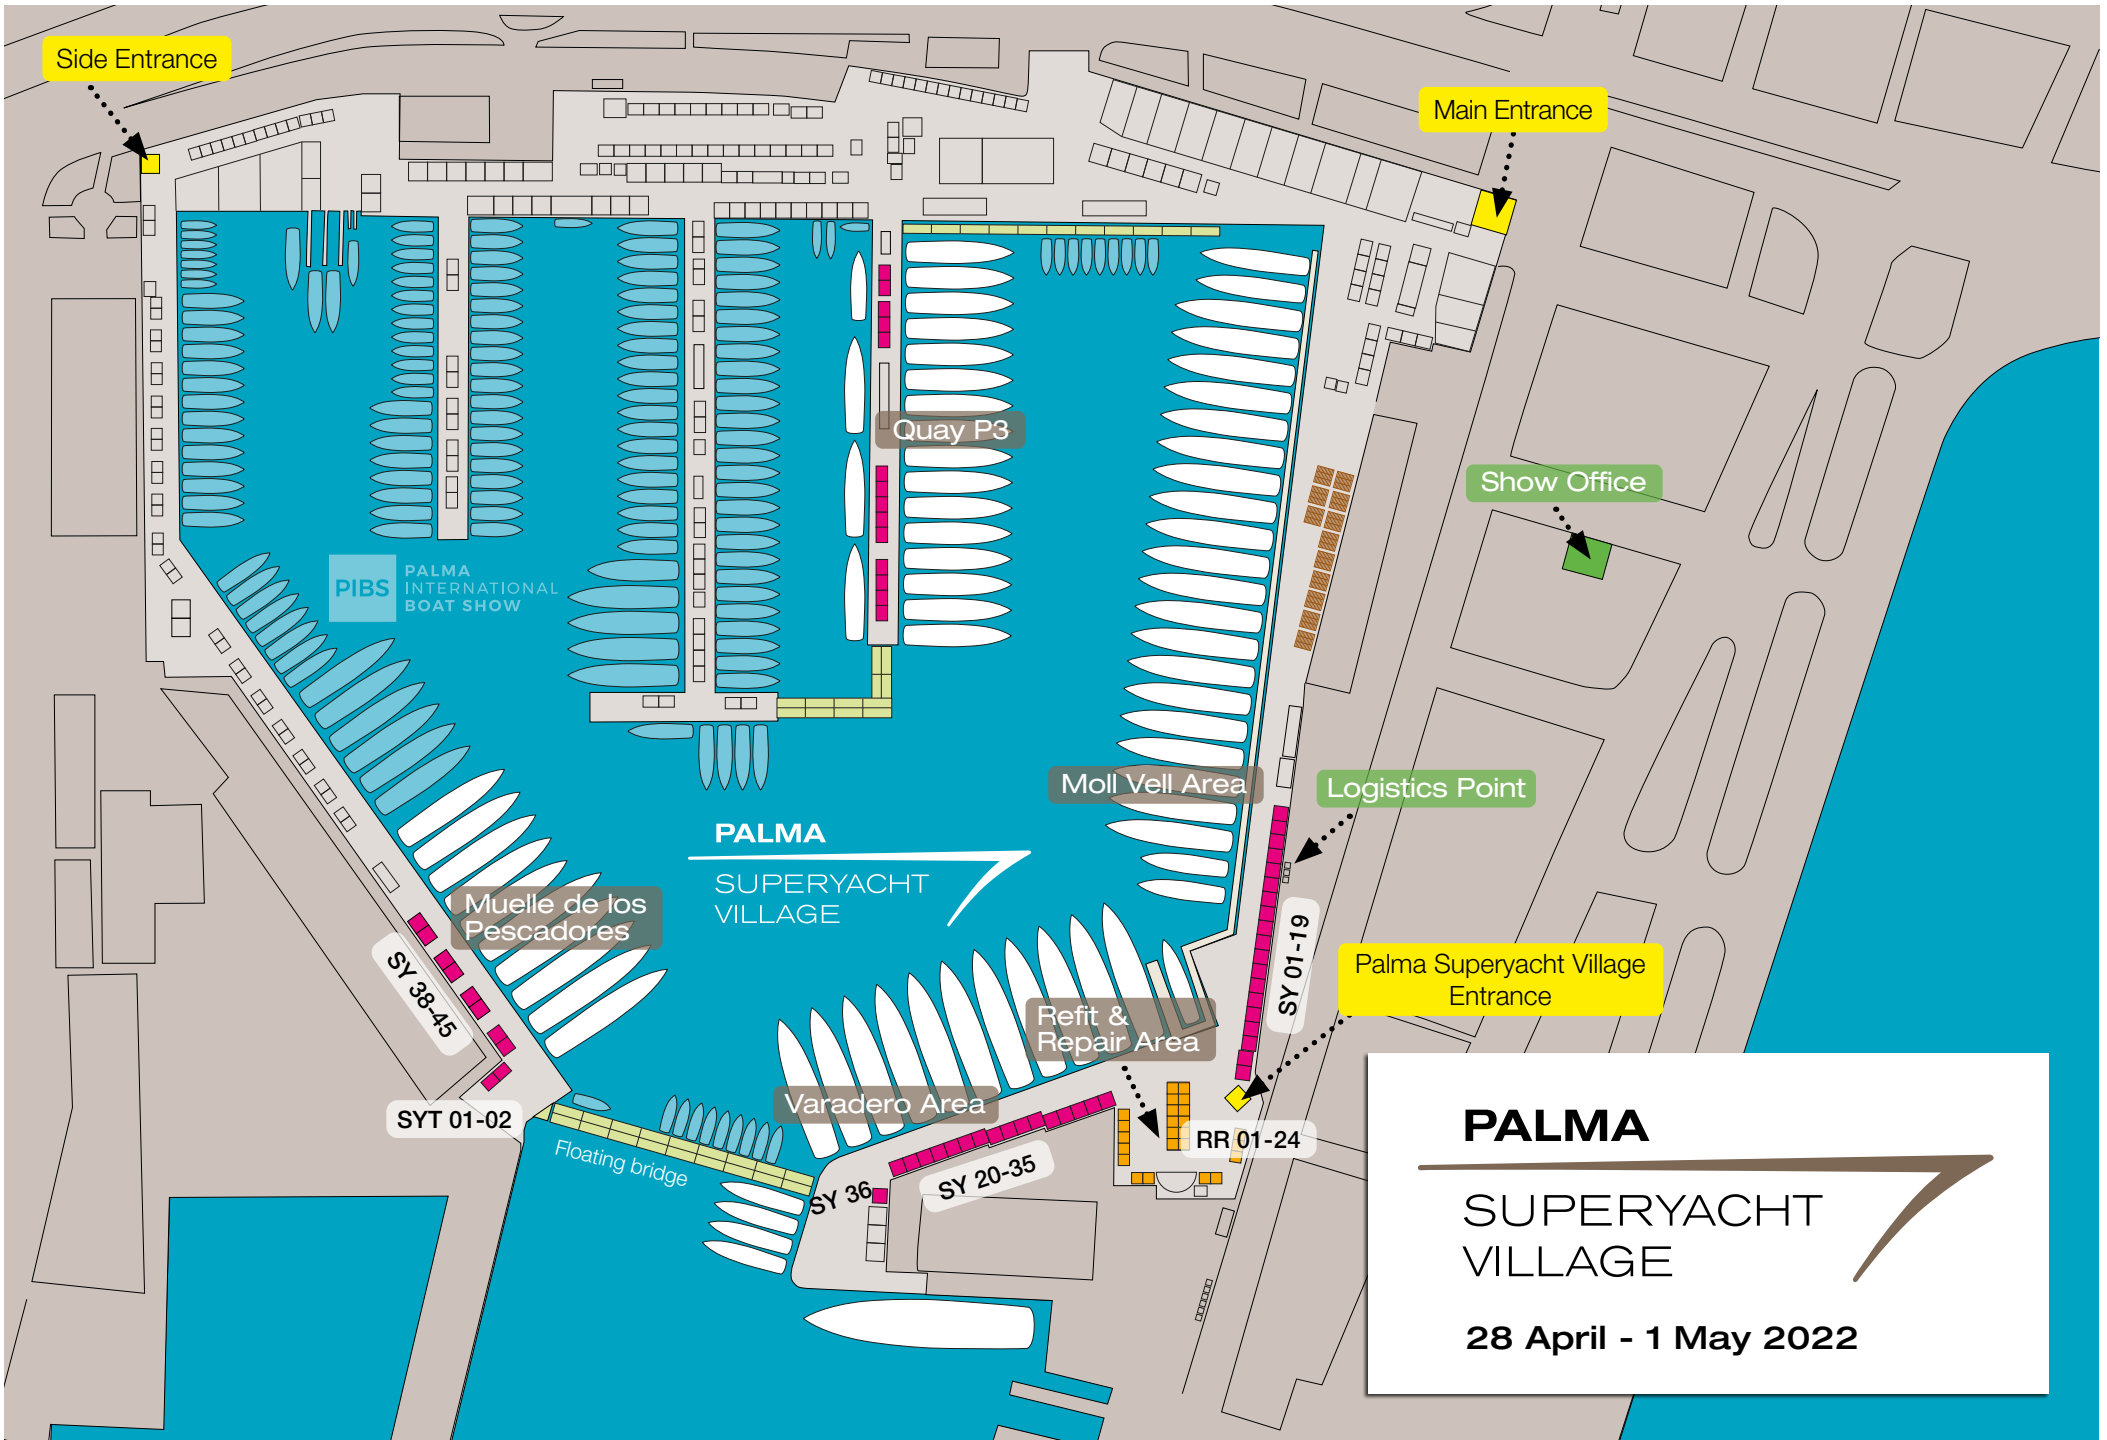 Side Entrance
Main Entrance
Quay P3
Show Office
PIBS
PALMA
INTERNATIONAL
BOAT SHOW
Moll Vell Area
Logistics Point
PALMA
SUPERYACHT
VILLAGE
Muelle de los
Pescadores
SY 38-45
SY 01-19
Palma Superyacht Village
Entrance
Refit &
Repair Area
Varadero Area
SYT 01-02
RR 01-24
Floating bridge
SY 36
SY 20-35
PALMA
SUPERYACHT
VILLAGE
28 April - 1 May 2022